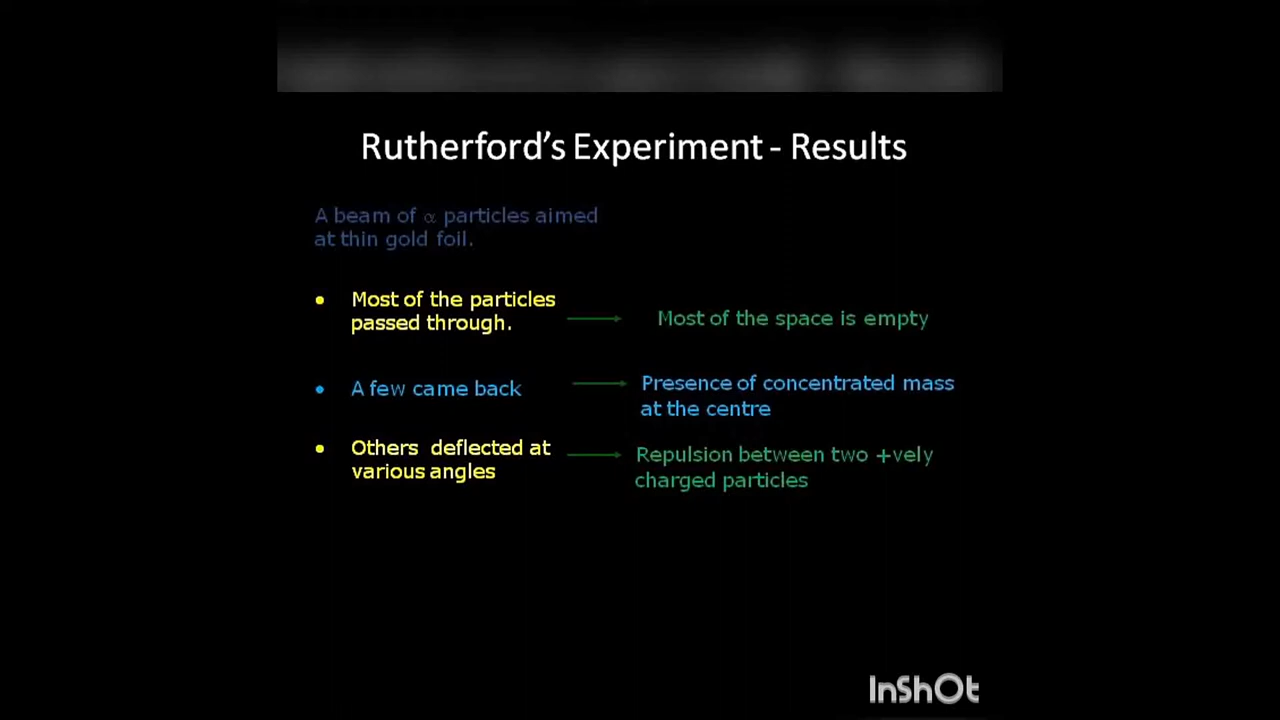 Rutherford's Experiment - Results
A beam of α particles aimed
at thin gold foil.
• Most of the particles
passed through.
Most of the space is empty
• A few came back
Presence of concentrated mass
at the centre
• Others deflected at
various angles
Repulsion between two +vely
charged particles
InShOt